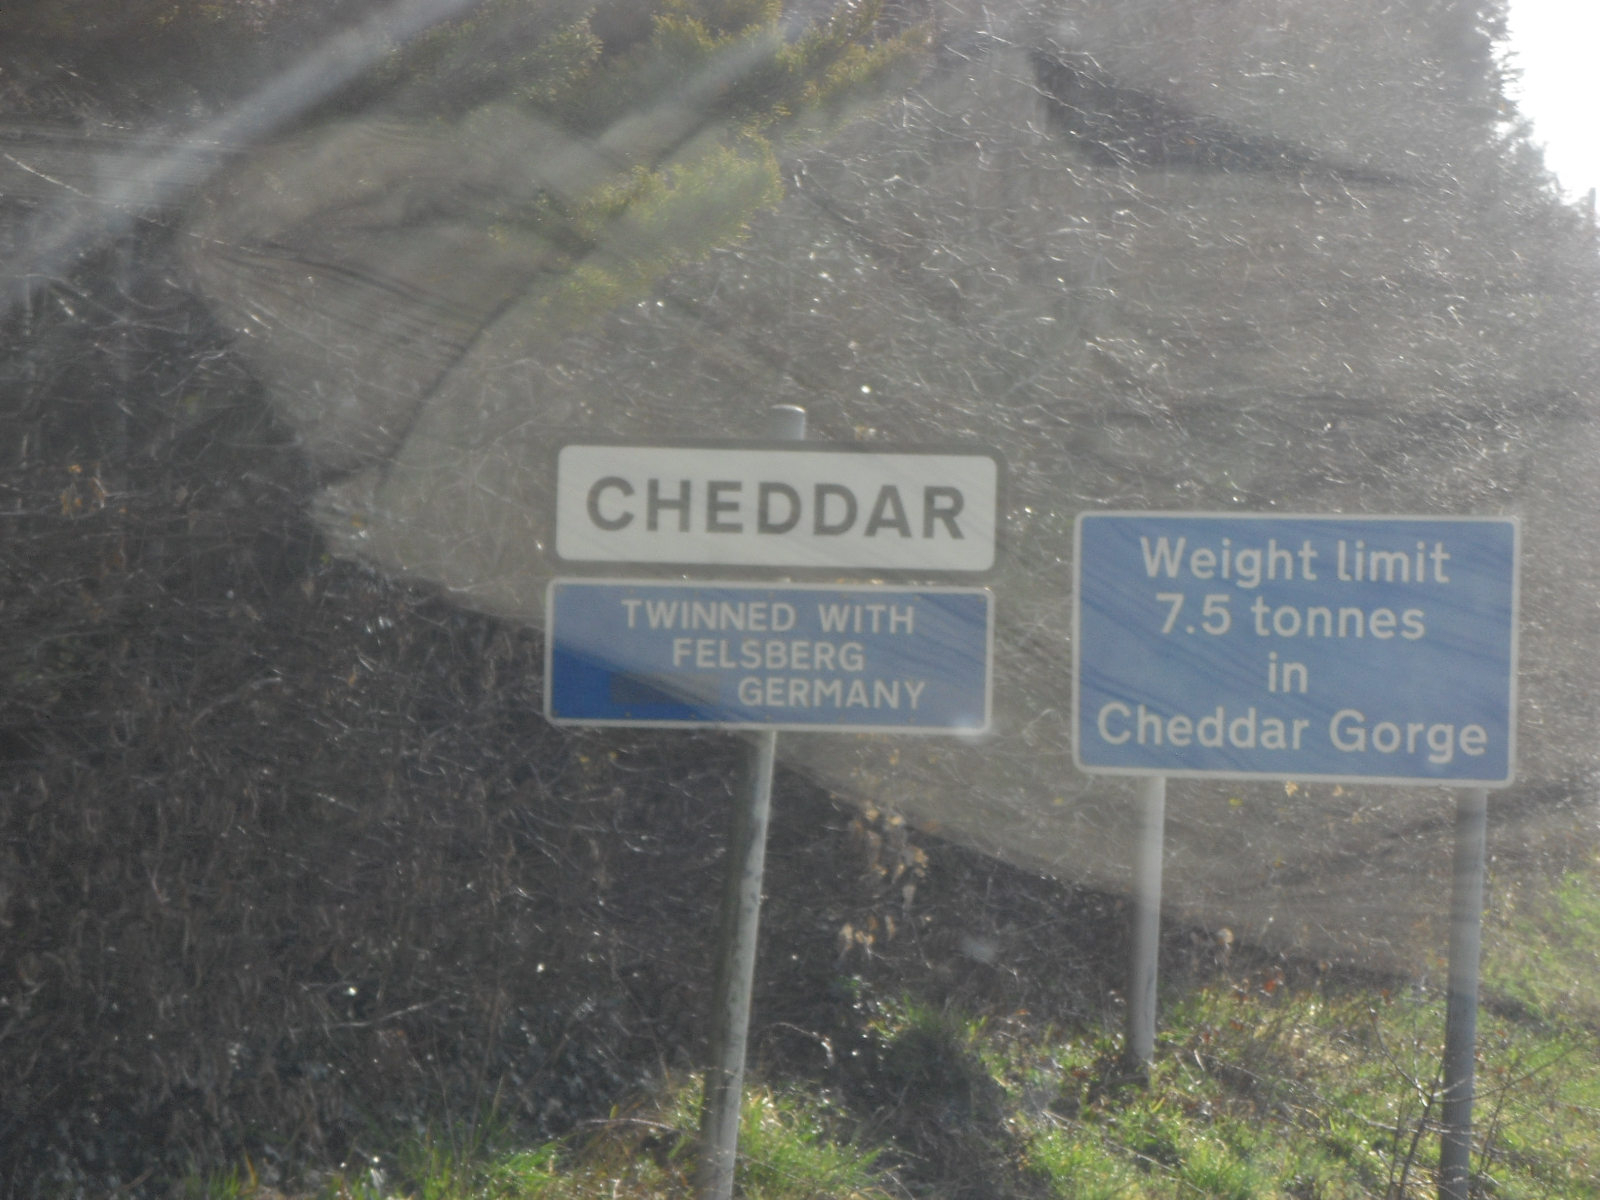 CHEDDAR
TWINNED WITH
FELSBERG
GERMANY
Weight limit
7.5 tonnes
in
Cheddar Gorge